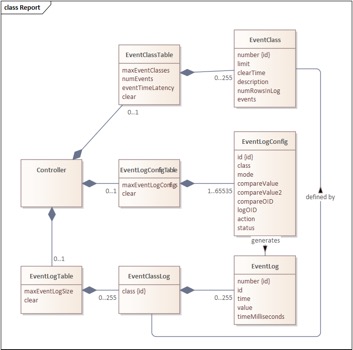 class Report
EventClassTable
maxEventClasses
numEvents
eventTimeLatency
clear
0..1
0..255
EventClass
number {id}
limit
clearTime
description
numRowsInLog
events
Controller
0..1
EventLogConfigTable
maxEventLogConfigs
clear
1..65535
EventLogConfig
id {id}
class
mode
compareValue
compareValue2
compareOID
logOID
action
status
defined by
generates
0..1
EventLogTable
maxEventLogSize
clear
0..255
EventClassLog
class {id}
0..255
EventLog
number {id}
id
time
value
timeMilliseconds